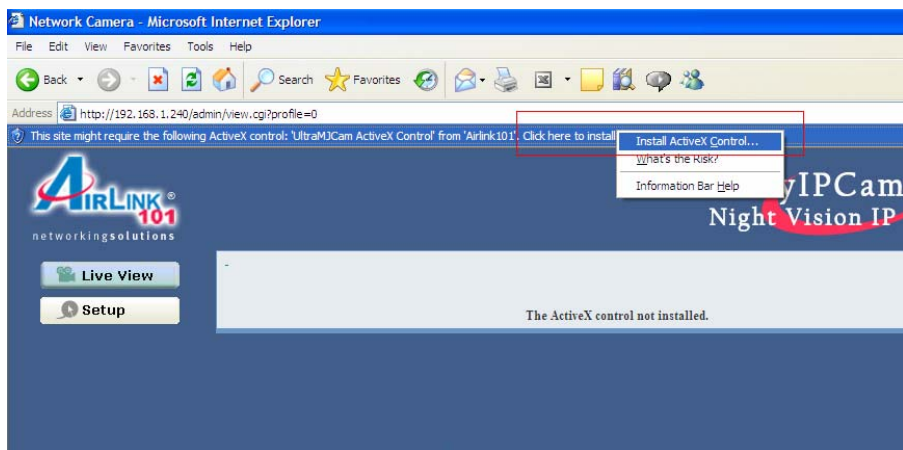 Network Camera - Microsoft Internet Explorer
File Edit View Favorites Tools Help
Back Search Favorites
Address http://192.168.1.240/admin/view.cgi?profile=0
This site might require the following ActiveX control: 'UltraMJCam ActiveX Control' from 'Airlink101'. Click here to install
Install ActiveX Control...
What's the Risk?
Information Bar Help
AIRLINK ®
101
networkingsolutions
yIPCam
Night Vision IP
Live View
Setup
-
The ActiveX control not installed.